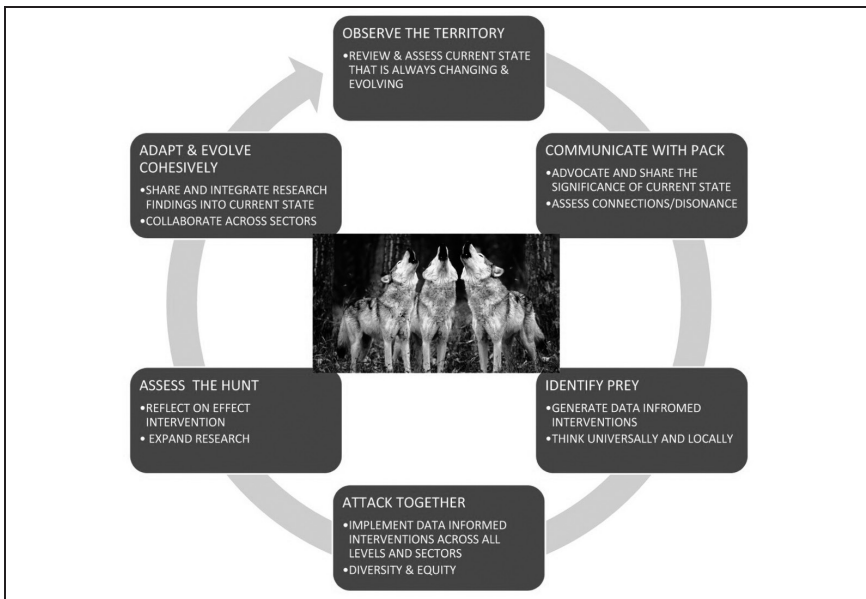 OBSERVE THE TERRITORY
•REVIEW & ASSESS CURRENT STATE
THAT IS ALWAYS CHANGING &
EVOLVING
COMMUNICATE WITH PACK
•ADVOCATE AND SHARE THE
SIGNIFICANCE OF CURRENT STATE
•ASSESS CONNECTIONS/DISONANCE
IDENTIFY PREY
•GENERATE DATA INFROMED
INTERVENTIONS
•THINK UNIVERSALLY AND LOCALLY
ATTACK TOGETHER
•IMPLEMENT DATA INFORMED
INTERVENTIONS ACROSS ALL
LEVELS AND SECTORS
•DIVERSITY & EQUITY
ASSESS THE HUNT
•REFLECT ON EFFECT
INTERVENTION
• EXPAND RESEARCH
ADAPT & EVOLVE
COHESIVELY
•SHARE AND INTEGRATE RESEARCH
FINDINGS INTO CURRENT STATE
•COLLABORATE ACROSS SECTORS